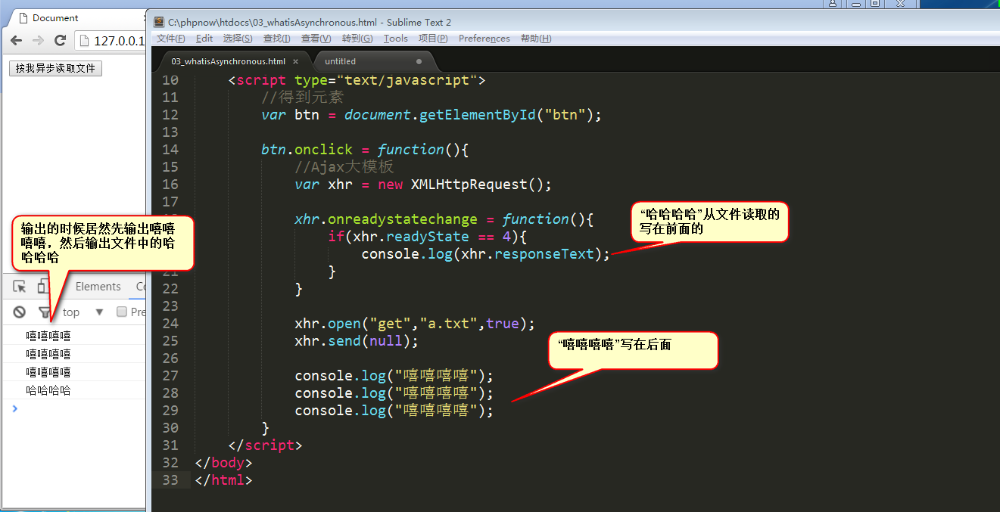 Document
127.0.0.1
按我异步读取文件
C:\phpnow\htdocs\03_whatisAsynchronous.html - Sublime Text 2
文件(F) Edit 选择(S) 查找(I) 查看(V) 转到(G) Tools 项目(P) Preferences 帮助(H)
03_whatisAsynchronous.html × untitled
10 <script type="text/javascript">
11 //得到元素
12 var btn = document.getElementById("btn");
13
14 btn.onclick = function(){
15 //Ajax大模板
16 var xhr = new XMLHttpRequest();
17
xhr.onreadystatechange = function(){
if(xhr.readyState == 4){
console.log(xhr.responseText);
21 }
22 }
23
24 xhr.open("get","a.txt",true);
25 xhr.send(null);
26
27 console.log("嘻嘻嘻嘻");
28 console.log("嘻嘻嘻嘻");
29 console.log("嘻嘻嘻嘻");
30 }
31 </script>
32 </body>
33 </html>
“哈哈哈哈”从文件读取的
写在前面的
“嘻嘻嘻嘻”写在后面
输出的时候居然先输出嘻嘻
嘻嘻，然后输出文件中的哈
哈哈哈
Elements
top Pre
嘻嘻嘻嘻
嘻嘻嘻嘻
嘻嘻嘻嘻
哈哈哈哈